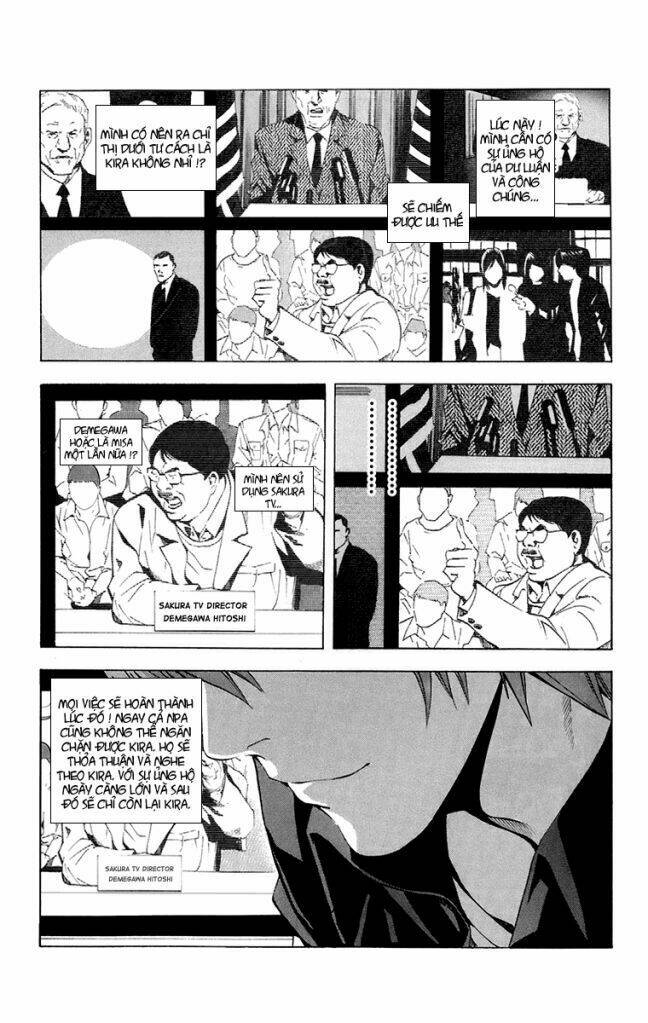 MÌNH CÓ NÊN RA CHỈ
THỊ DƯỚI TƯ CÁCH LÀ
KIRA KHÔNG NHỈ !?
LÚC NÀY !
MÌNH CẦN CÓ
SỰ ỦNG HỘ
CỦA DƯ LUẬN
VÀ CÔNG
CHÚNG...
SẼ CHIẾM
ĐƯỢC ƯU THẾ
DEMEGAWA
HOẶC LÀ MISA
MỘT LẦN NỮA !?
MÌNH NÊN SỬ
DỤNG SAKURA
TV...
SAKURA TV DIRECTOR
DEMEGAWA HITOSHI
MỌI VIỆC SẼ HOÀN THÀNH
LÚC ĐÓ ! NGAY CẢ NPA
CŨNG KHÔNG THỂ NGĂN
CHẶN ĐƯỢC KIRA. HỌ SẼ
THỎA THUẬN VÀ NGHE
THEO KIRA. VỚI SỰ ỦNG HỘ
NGÀY CÀNG LỚN VÀ SAU
ĐÓ SẼ CHỈ CÒN LẠI KIRA.
SAKURA TV DIRECTOR
DEMEGAWA HITOSHI